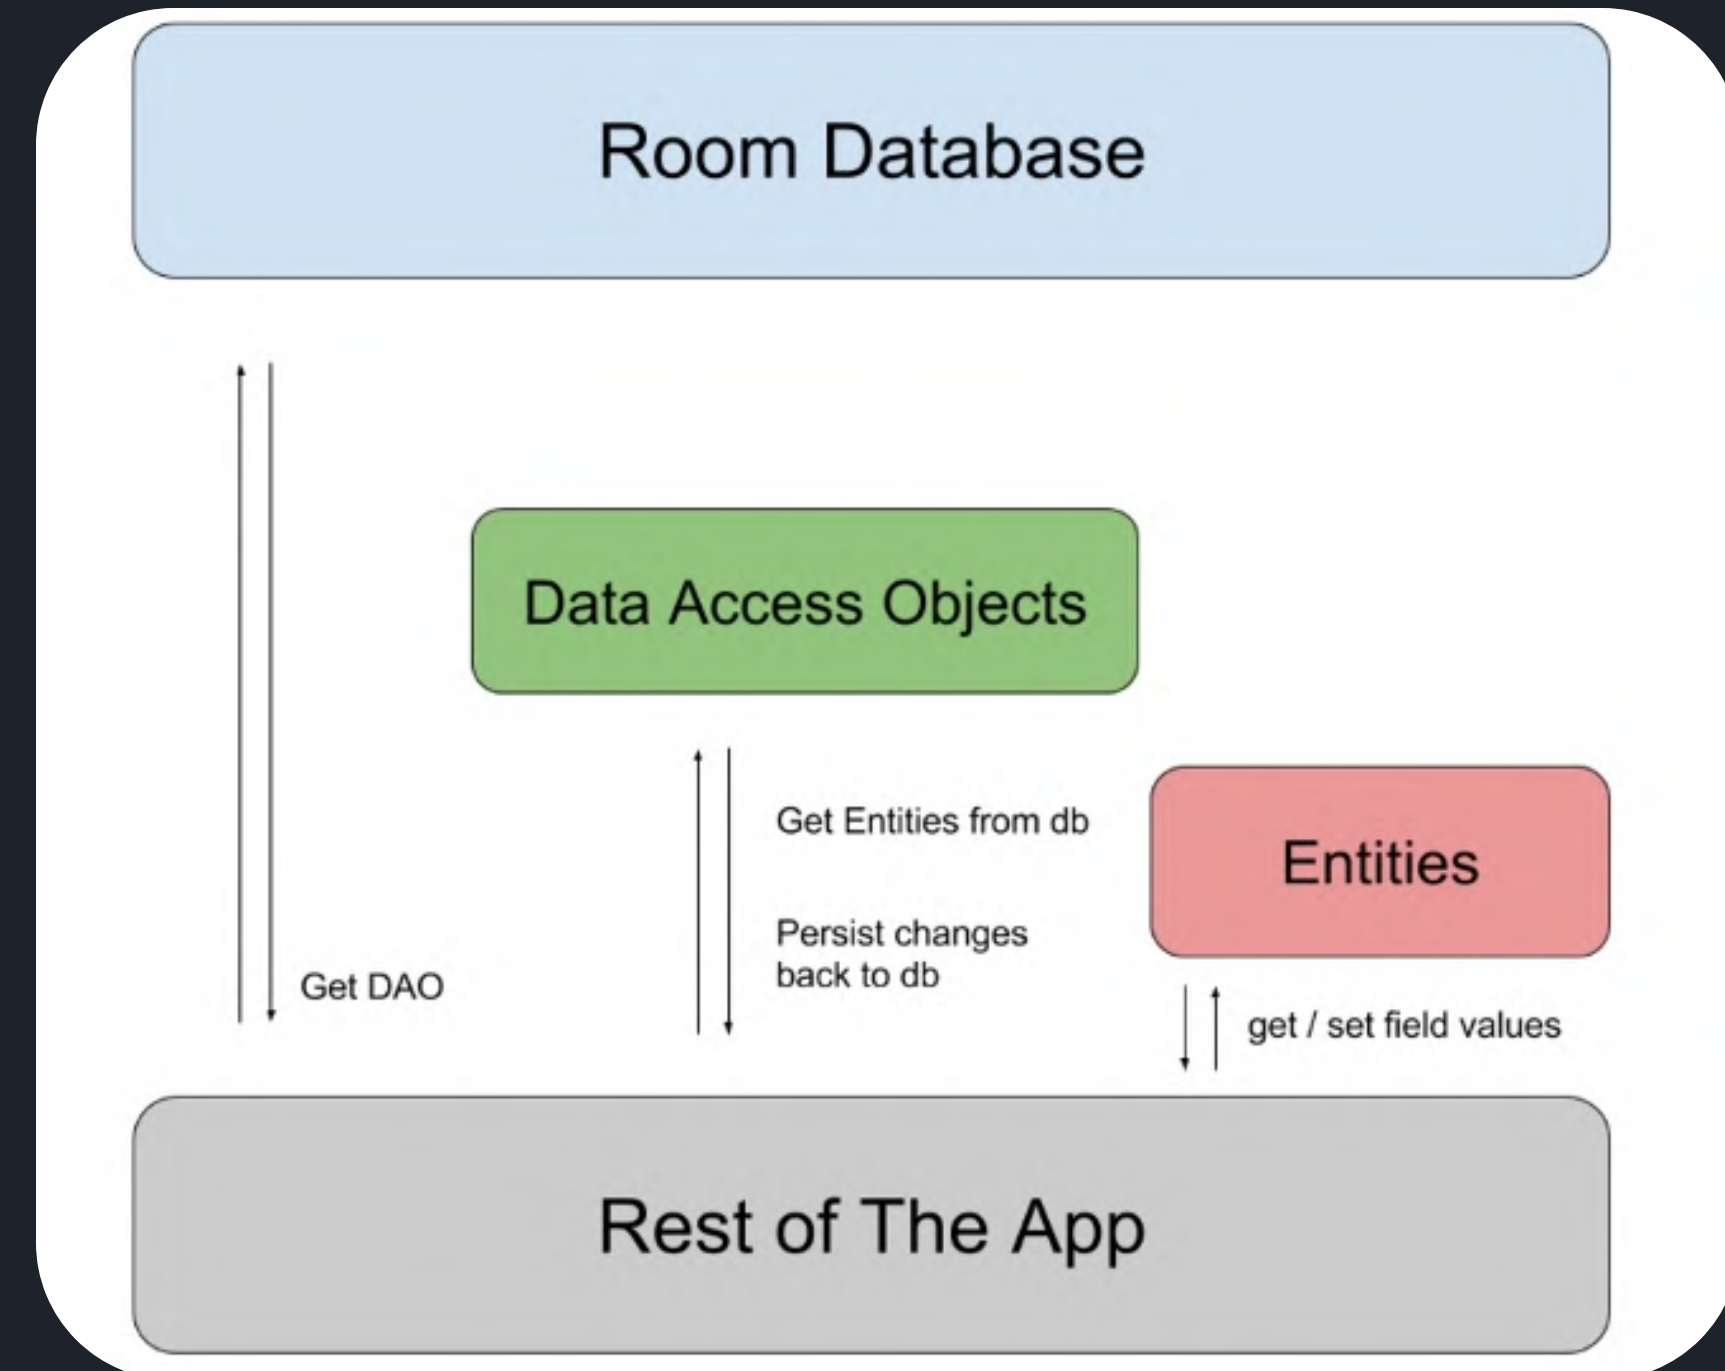 Room Database
Data Access Objects
Get Entities from db
Entities
Persist changes
back to db
Get DAO
get / set field values
Rest of The App